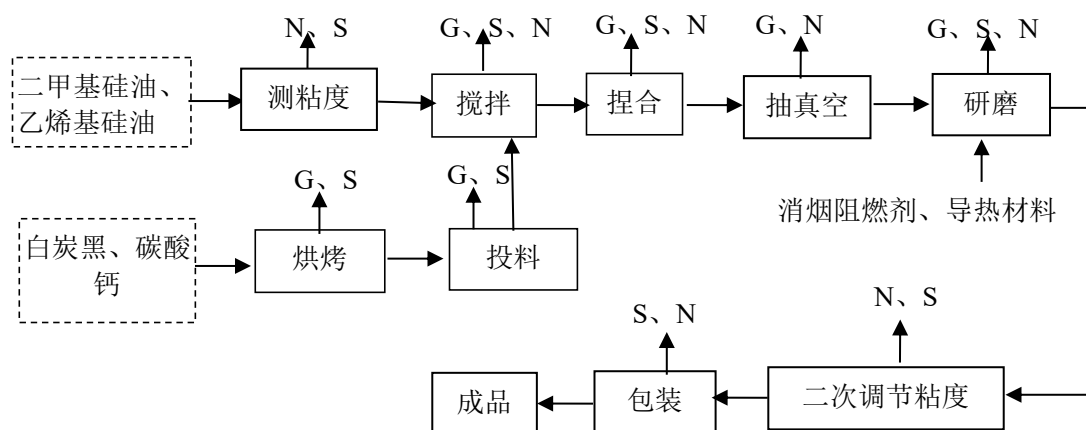 N、S
G、S、N
G、S、N
G、N
G、S、N
二甲基硅油、
乙烯基硅油
测粘度
搅拌
捏合
抽真空
研磨
G、S
G、S
消烟阻燃剂、导热材料
白炭黑、碳酸
钙
烘烤
投料
N、S
S、N
成品
包装
二次调节粘度